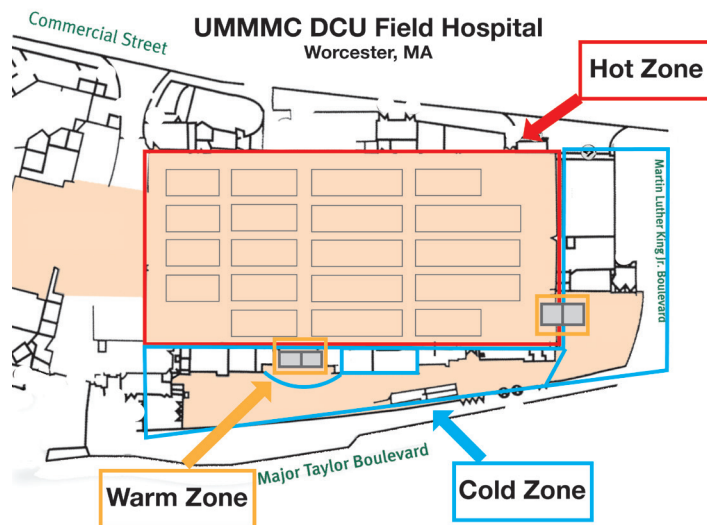 Commercial Street
UMMMC DCU Field Hospital
Worcester, MA
Hot Zone
Martin Luther King Jr. Boulevard
Major Taylor Boulevard
Warm Zone
Cold Zone